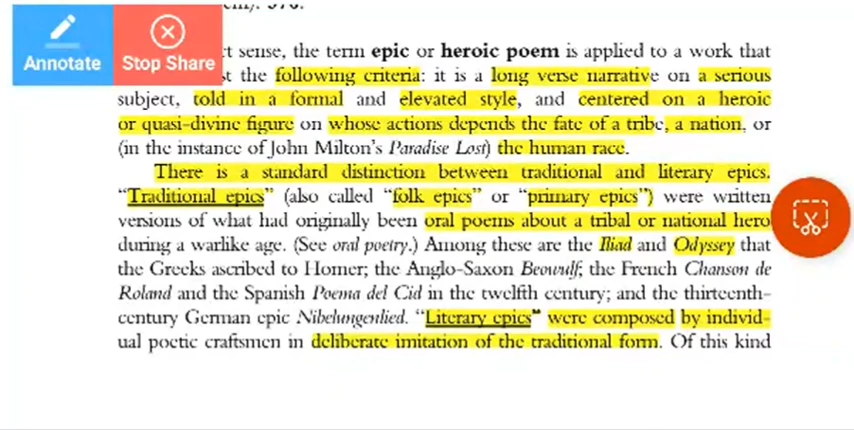 Annotate
Stop Share
sense, the term epic or heroic poem is applied to a work that
the following criteria: it is a long verse narrative on a serious
subject, told in a formal and elevated style, and centered on a heroic
or quasi-divine figure on whose actions depends the fate of a tribe, a nation, or
(in the instance of John Milton's Paradise Lost) the human race.
There is a standard distinction between traditional and literary epics.
"Traditional epics" (also called "folk epics" or "primary epics") were written
versions of what had originally been oral poems about a tribal or national hero
during a warlike age. (See oral poetry.) Among these are the Iliad and Odyssey that
the Greeks ascribed to Homer; the Anglo-Saxon Beowulf; the French Chanson de
Roland and the Spanish Poema del Cid in the twelfth century; and the thirteenth-
century German epic Nibelungenlied. "Literary epics" were composed by individ-
ual poetic craftsmen in deliberate imitation of the traditional form. Of this kind